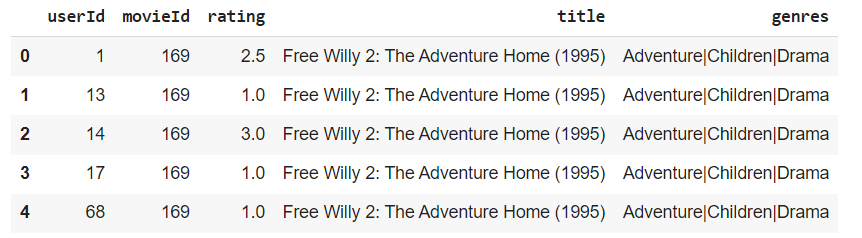 userId movieId rating title genres
0 1 169 2.5 Free Willy 2: The Adventure Home (1995) Adventure|Children|Drama
1 13 169 1.0 Free Willy 2: The Adventure Home (1995) Adventure|Children|Drama
2 14 169 3.0 Free Willy 2: The Adventure Home (1995) Adventure|Children|Drama
3 17 169 1.0 Free Willy 2: The Adventure Home (1995) Adventure|Children|Drama
4 68 169 1.0 Free Willy 2: The Adventure Home (1995) Adventure|Children|Drama